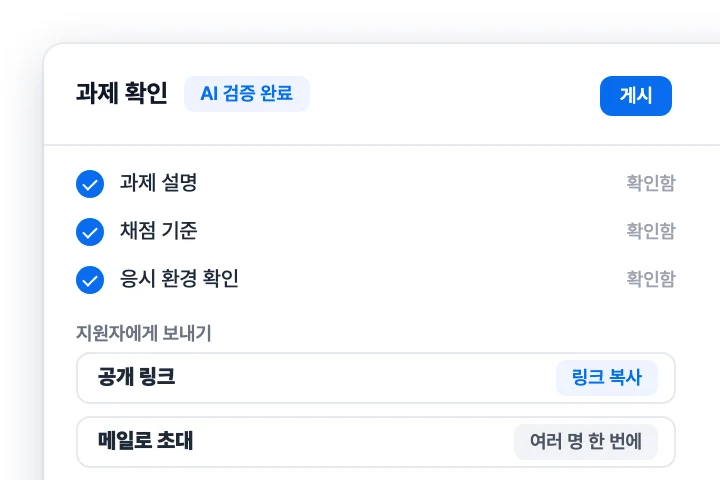 과제 확인 AI 검증 완료 게시
과제 설명 확인함
채점 기준 확인함
응시 환경 확인 확인함
지원자에게 보내기
공개 링크 링크 복사
메일로 초대 여러 명 한 번에